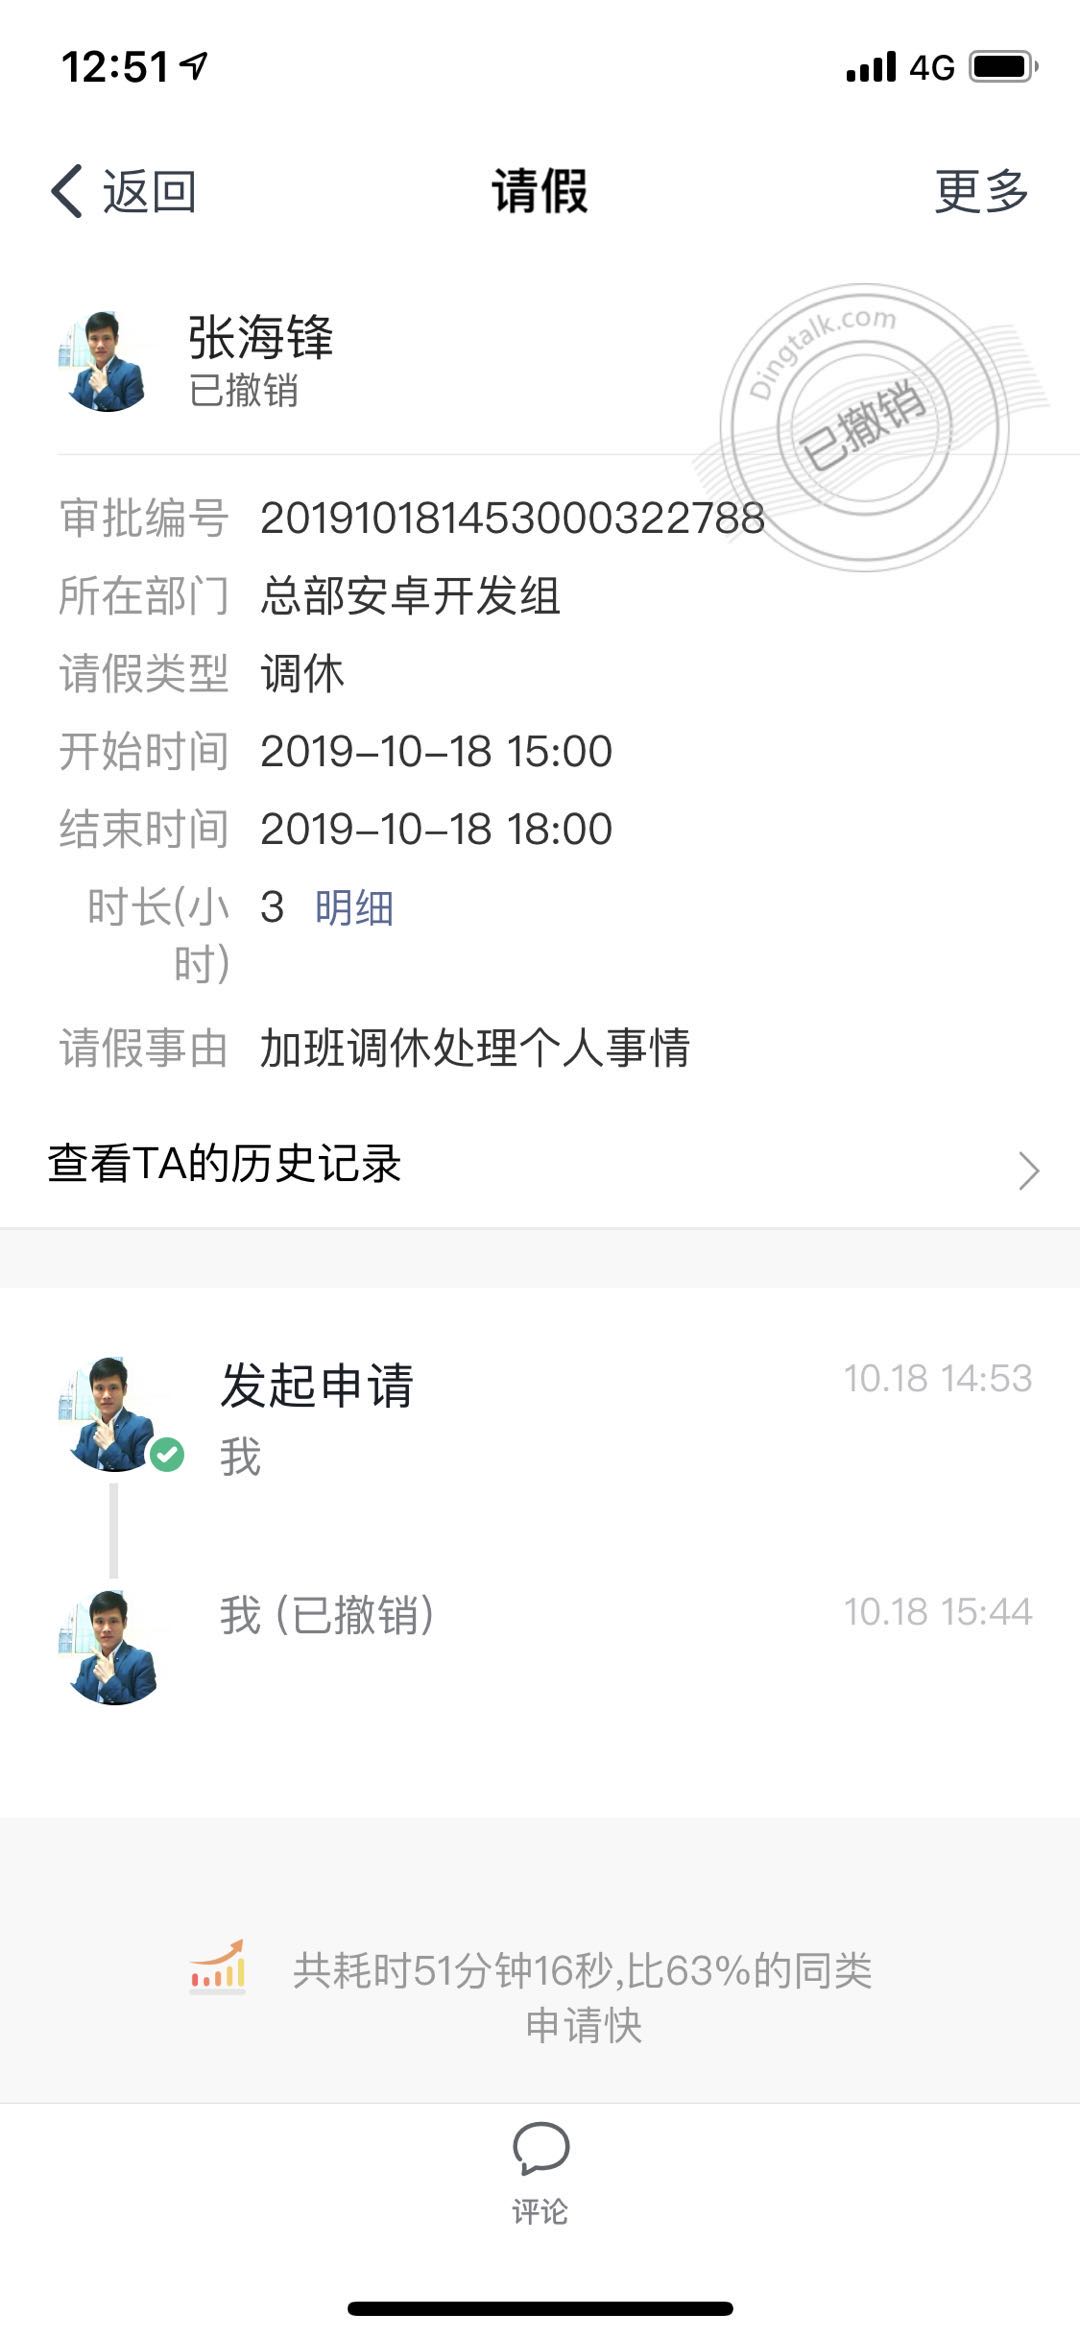 12:51
4G
返回
请假
更多
张海锋
已撤销
Dingtalk.com
已撤销
审批编号 201910181453000322788
所在部门 总部安卓开发组
请假类型 调休
开始时间 2019-10-18 15:00
结束时间 2019-10-18 18:00
时长(小 3 明细
时)
请假事由 加班调休处理个人事情
查看TA的历史记录
发起申请 10.18 14:53
我
我 (已撤销) 10.18 15:44
共耗时51分钟16秒,比63%的同类
申请快
评论